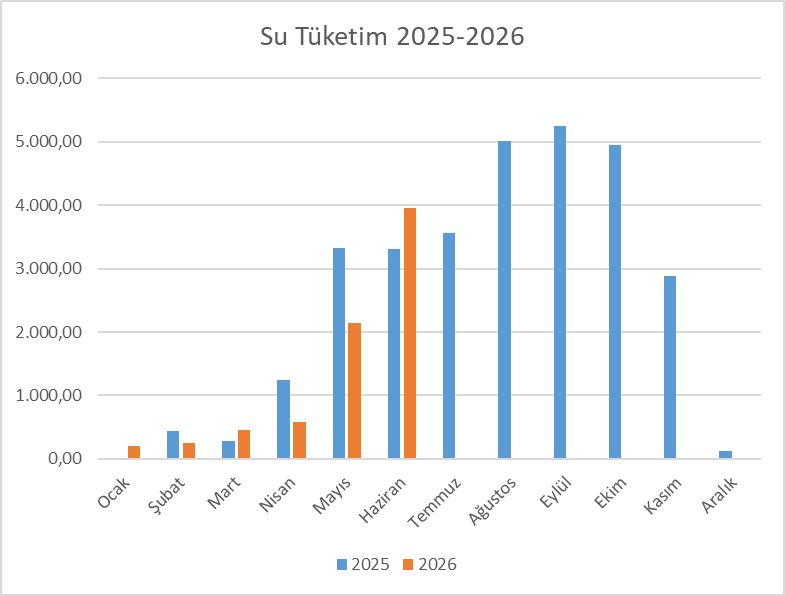 Su Tüketim 2025-2026
6.000,00
5.000,00
4.000,00
3.000,00
2.000,00
1.000,00
0,00
Ocak
Şubat
Mart
Nisan
Mayıs
Haziran
Temmuz
Ağustos
Eylül
Ekim
Kasım
Aralık
2025 2026